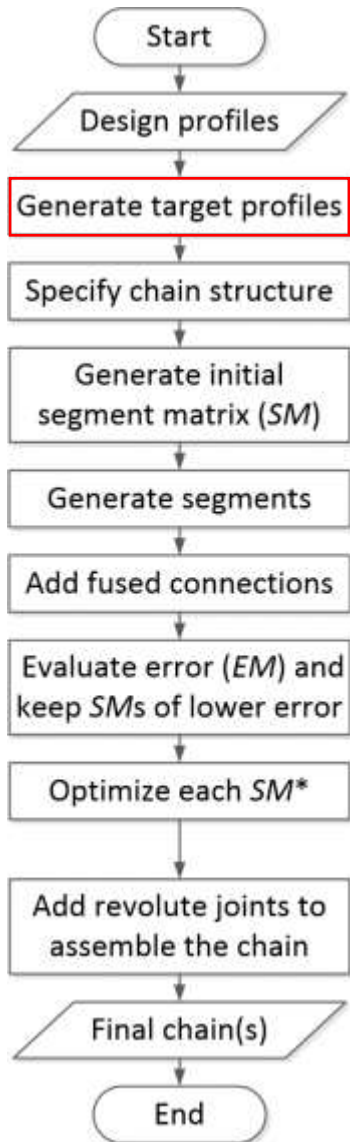 Start
Design profiles
Generate target profiles
Specify chain structure
Generate initial
segment matrix (SM)
Generate segments
Add fused connections
Evaluate error (EM) and
keep SMs of lower error
Optimize each SM*
Add revolute joints to
assemble the chain
Final chain(s)
End